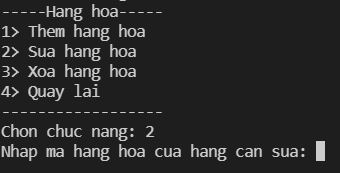 -----Hang hoa-----
1> Them hang hoa
2> Sua hang hoa
3> Xoa hang hoa
4> Quay lai
------------------
Chon chuc nang: 2
Nhap ma hang hoa cua hang can sua: